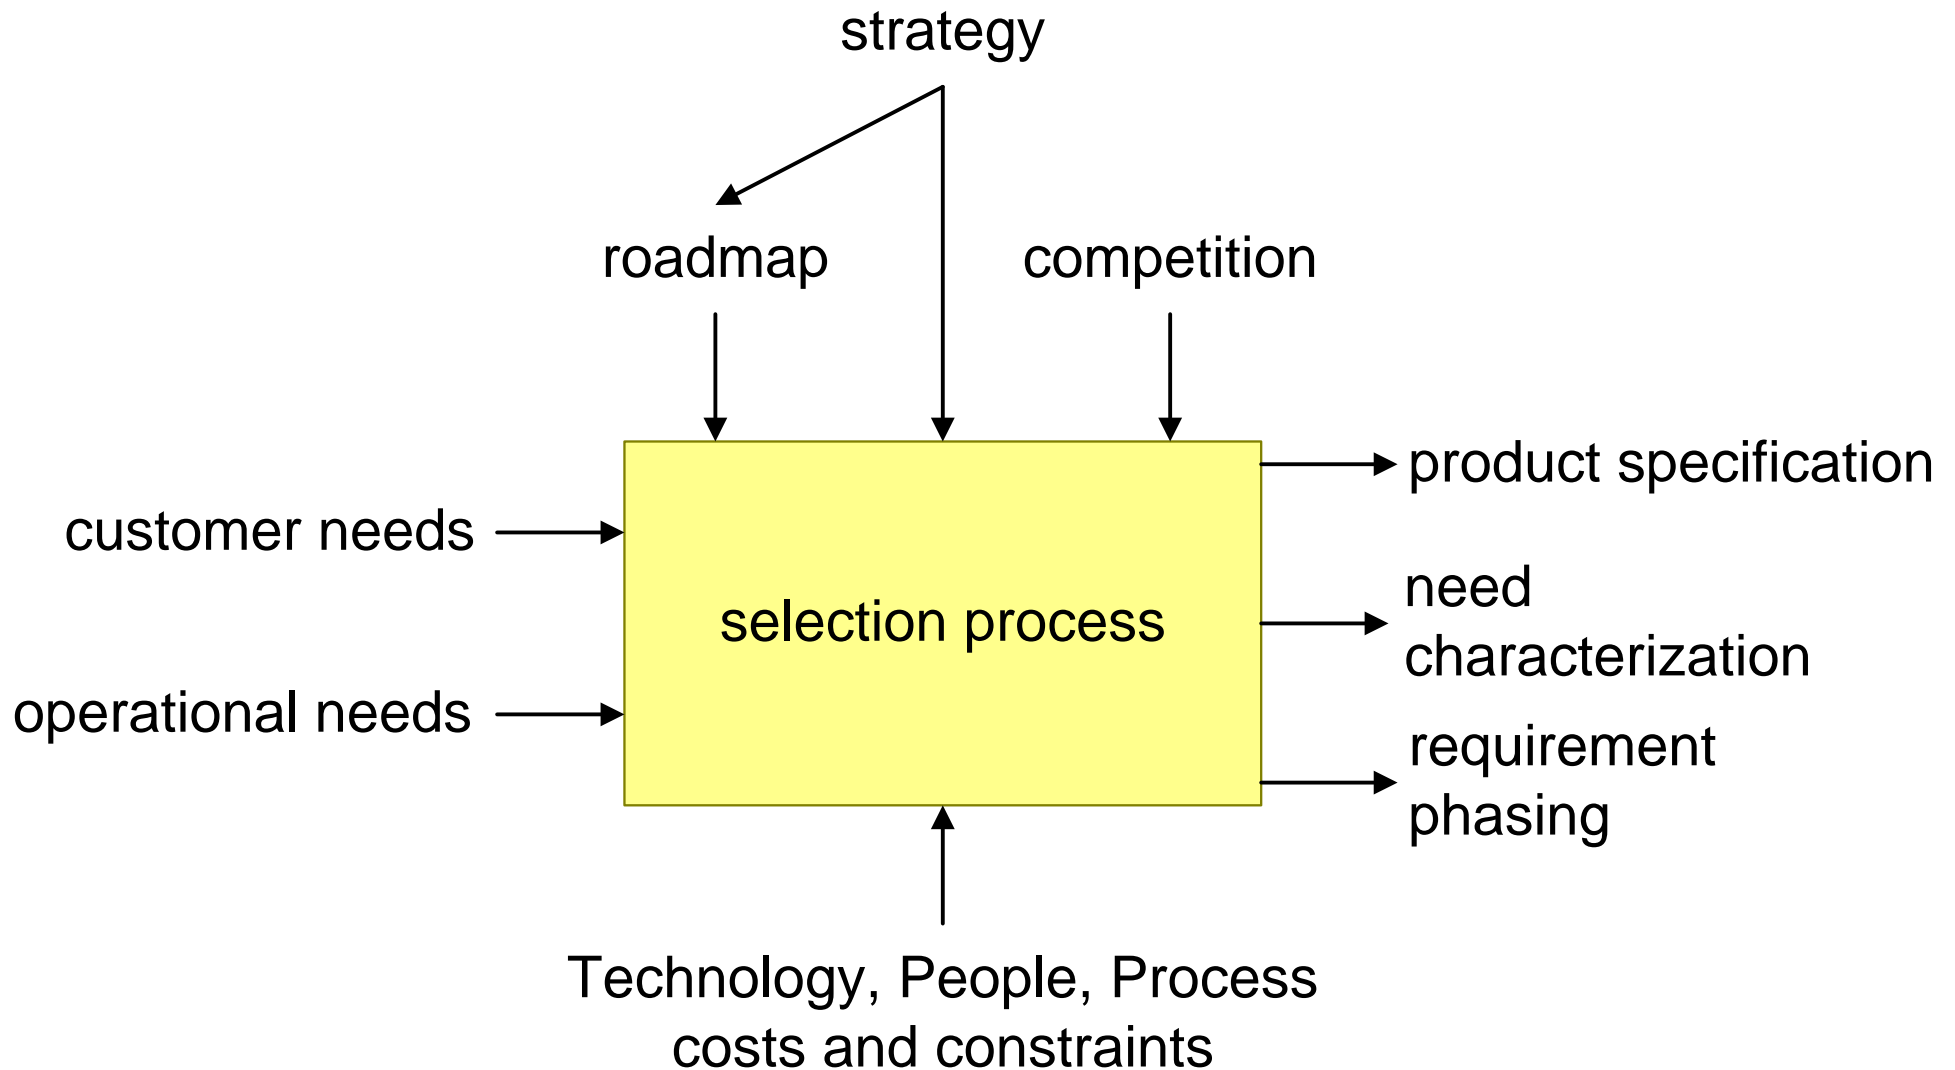 strategy
roadmap
competition
product specification
customer needs
need
characterization
selection process
operational needs
requirement
phasing
Technology, People, Process
costs and constraints